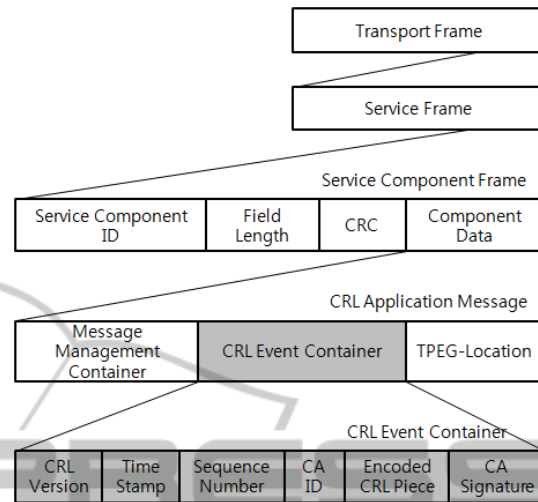 Transport Frame
Service Frame
Service Component Frame
Service Component ID
Field Length
CRC
Component Data
CRL Application Message
Message Management Container
CRL Event Container
TPEG-Location
CRL Event Container
CRL Version
Time Stamp
Sequence Number
CA ID
Encoded CRL Piece
CA Signature